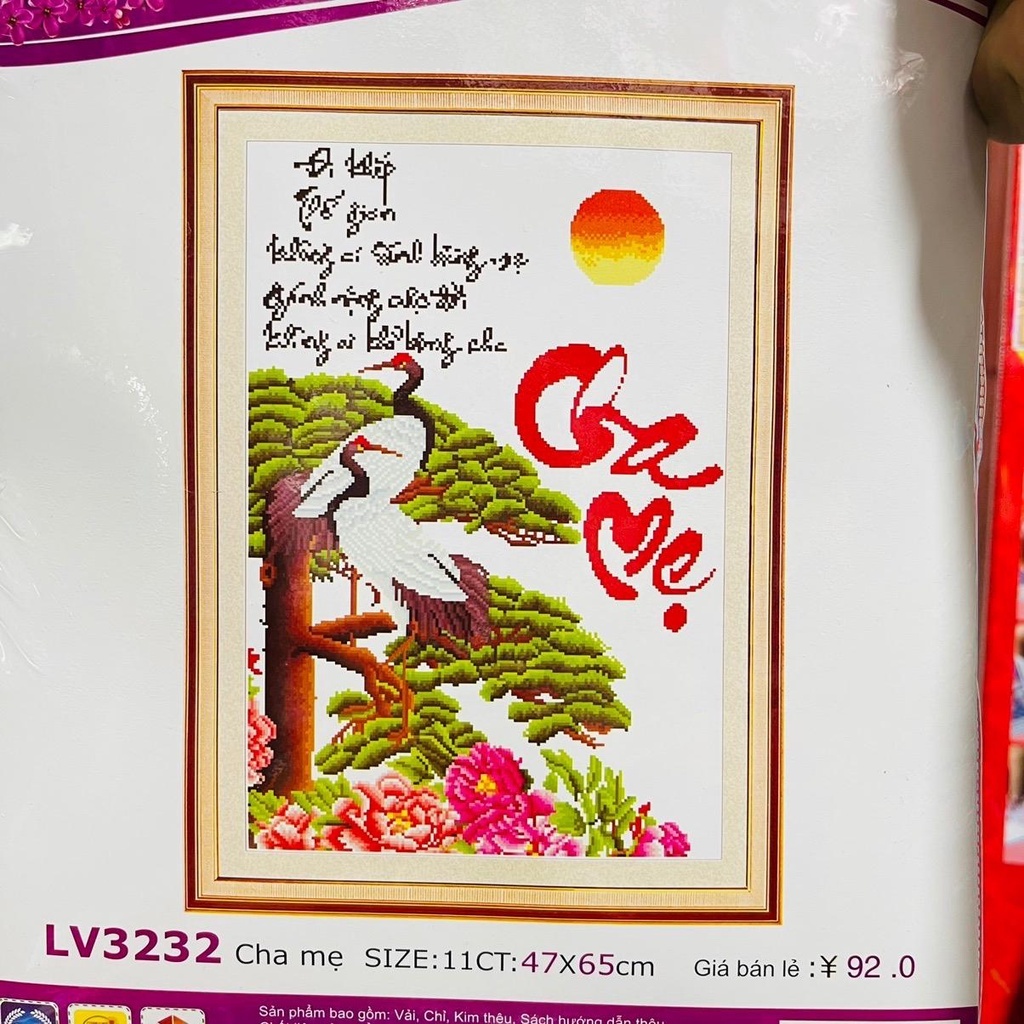 Đi khắp
thế gian
không ai sánh bằng mẹ
gánh nặng cuộc đời
không ai khổ bằng cha
Cha
Mẹ
LV3232 Cha mẹ SIZE:11CT:47X65cm Giá bán lẻ :¥ 92 .0
Sản phẩm bao gồm: Vải, Chỉ, Kim thêu, Sách hướng dẫn thêu